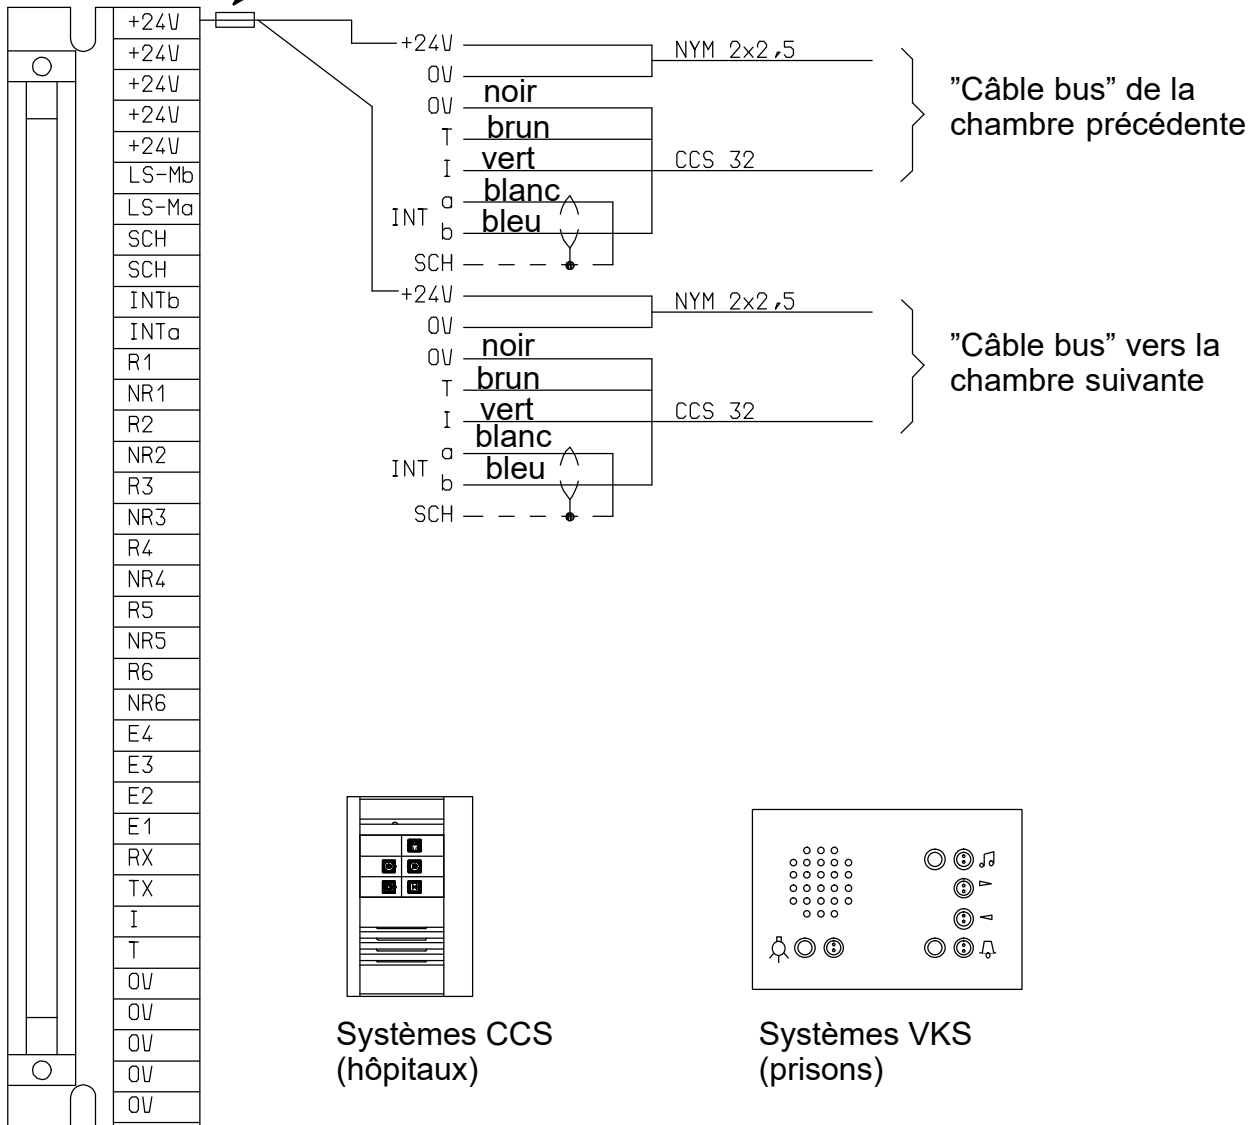 +24V
+24V
+24V
+24V
+24V
LS-Mb
LS-Ma
SCH
SCH
INTb
INTa
R1
NR1
R2
NR2
R3
NR3
R4
NR4
R5
NR5
R6
NR6
E4
E3
E2
E1
RX
TX
I
T
0V
0V
0V
0V
0V
+24V
0V
0V noir
T brun
I vert
INT
a blanc
b bleu
SCH
NYM 2x2,5
CCS 32
"Câble bus" de la
chambre précédente
+24V
0V
0V noir
T brun
I vert
INT
a blanc
b bleu
SCH
NYM 2x2,5
CCS 32
"Câble bus" vers la
chambre suivante
Systèmes CCS
(hôpitaux)
Systèmes VKS
(prisons)